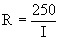 R = 250
I